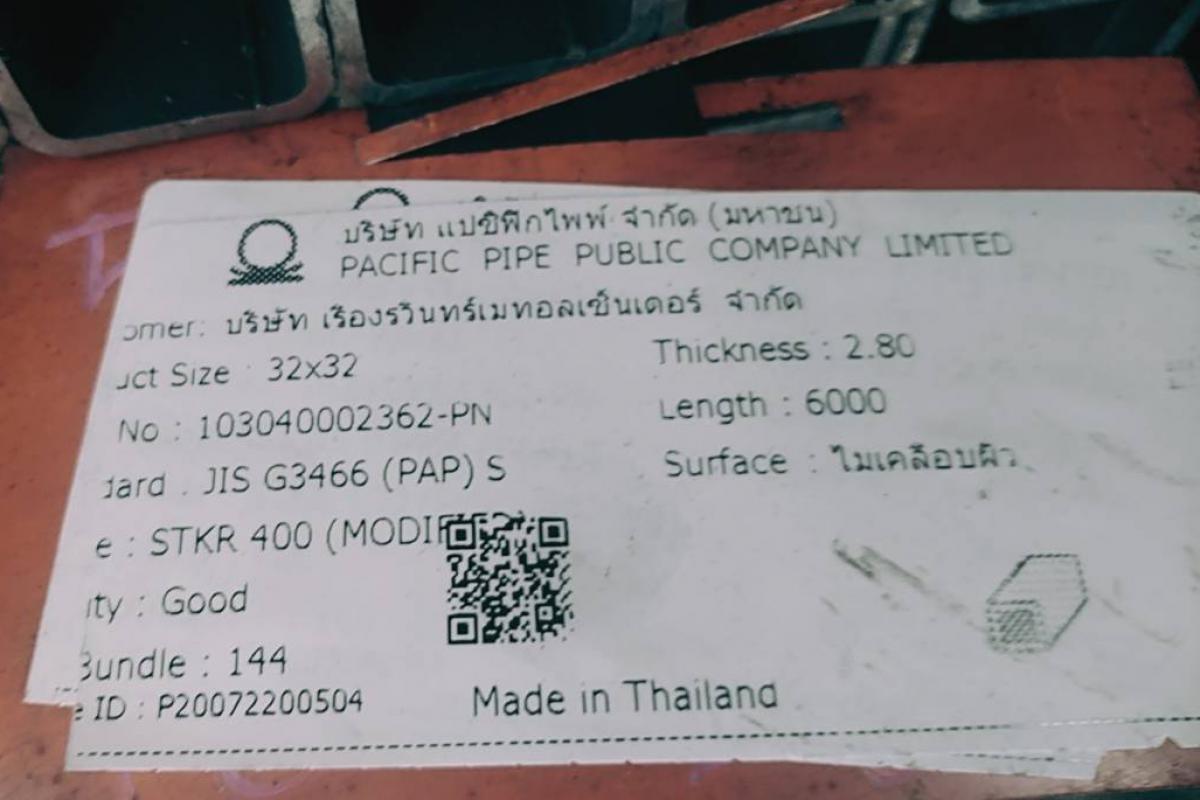 บริษัท แปซิฟิกไพพ์ จำกัด (มหาชน)
PACIFIC PIPE PUBLIC COMPANY LIMITED
omer: บริษัท เรืองรวินทร์เมทอลเซ็นเตอร์ จำกัด
uct Size : 32x32
Thickness : 2.80
No : 103040002362-PN
Length : 6000
dard : JIS G3466 (PAP) S
Surface : ไม่เคลือบผิว
e : STKR 400 (MODIF
ity : Good
Bundle : 144
e ID : P20072200504
Made in Thailand